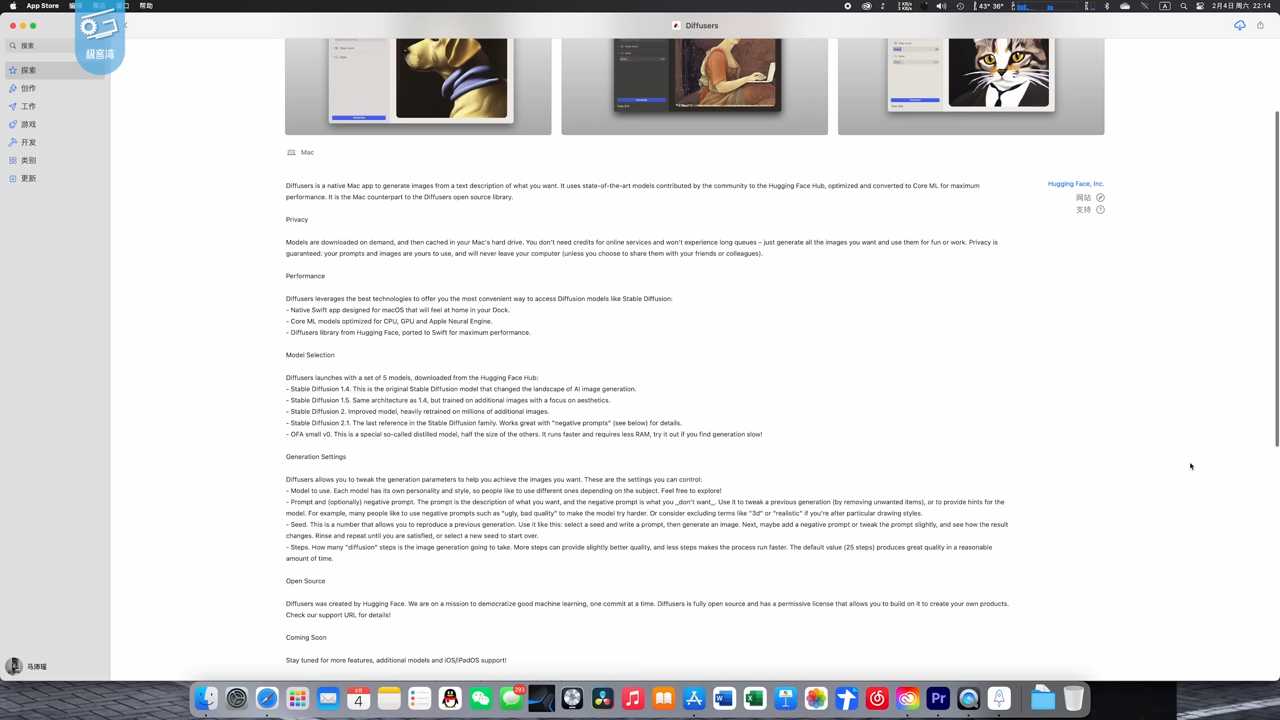 App Store
帮助
2 KB/s
3 KB/s
43° 36°
A
2月4日 周六 22:14
极客湾
Diffusers
搜索
探索
创作
工作
游戏
开发
类别
更新
Mac
Diffusers is a native Mac app to generate images from a text description of what you want. It uses state-of-the-art models contributed by the community to the Hugging Face Hub, optimized and converted to Core ML for maximum
performance. It is the Mac counterpart to the Diffusers open source library.
Hugging Face, Inc.
网站
支持
Privacy
Models are downloaded on demand, and then cached in your Mac's hard drive. You don't need credits for online services and won't experience long queues – just generate all the images you want and use them for fun or work. Privacy is
guaranteed: your prompts and images are yours to use, and will never leave your computer (unless you choose to share them with your friends or colleagues).
Performance
Diffusers leverages the best technologies to offer you the most convenient way to access Diffusion models like Stable Diffusion:
- Native Swift app designed for macOS that will feel at home in your Dock.
- Core ML models optimized for CPU, GPU and Apple Neural Engine.
- Diffusers library from Hugging Face, ported to Swift for maximum performance.
Model Selection
Diffusers launches with a set of 5 models, downloaded from the Hugging Face Hub:
- Stable Diffusion 1.4. This is the original Stable Diffusion model that changed the landscape of AI image generation.
- Stable Diffusion 1.5. Same architecture as 1.4, but trained on additional images with a focus on aesthetics.
- Stable Diffusion 2. Improved model, heavily retrained on millions of additional images.
- Stable Diffusion 2.1. The last reference in the Stable Diffusion family. Works great with "negative prompts" (see below) for details.
- OFA small v0. This is a special so-called distilled model, half the size of the others. It runs faster and requires less RAM, try it out if you find generation slow!
Generation Settings
Diffusers allows you to tweak the generation parameters to help you achieve the images you want. These are the settings you can control:
- Model to use. Each model has its own personality and style, so people like to use different ones depending on the subject. Feel free to explore!
- Prompt and (optionally) negative prompt. The prompt is the description of what you want, and the negative prompt is what you _don't want_. Use it to tweak a previous generation (by removing unwanted items), or to provide hints for the
model. For example, many people like to use negative prompts such as "ugly, bad quality" to make the model try harder. Or consider excluding terms like "3d" or "realistic" if you're after particular drawing styles.
- Seed. This is a number that allows you to reproduce a previous generation. Use it like this: select a seed and write a prompt, then generate an image. Next, maybe add a negative prompt or tweak the prompt slightly, and see how the result
changes. Rinse and repeat until you are satisfied, or select a new seed to start over.
- Steps. How many "diffusion" steps is the image generation going to take. More steps can provide slightly better quality, and less steps makes the process run faster. The default value (25 steps) produces great quality in a reasonable
amount of time.
Open Source
Diffusers was created by Hugging Face. We are on a mission to democratize good machine learning, one commit at a time. Diffusers is fully open source and has a permissive license that allows you to build on it to create your own products.
Check our support URL for details!
Coming Soon
Stay tuned for more features, additional models and iOS/iPadOS support!
马沛瑶
4
293
W
X
Pr